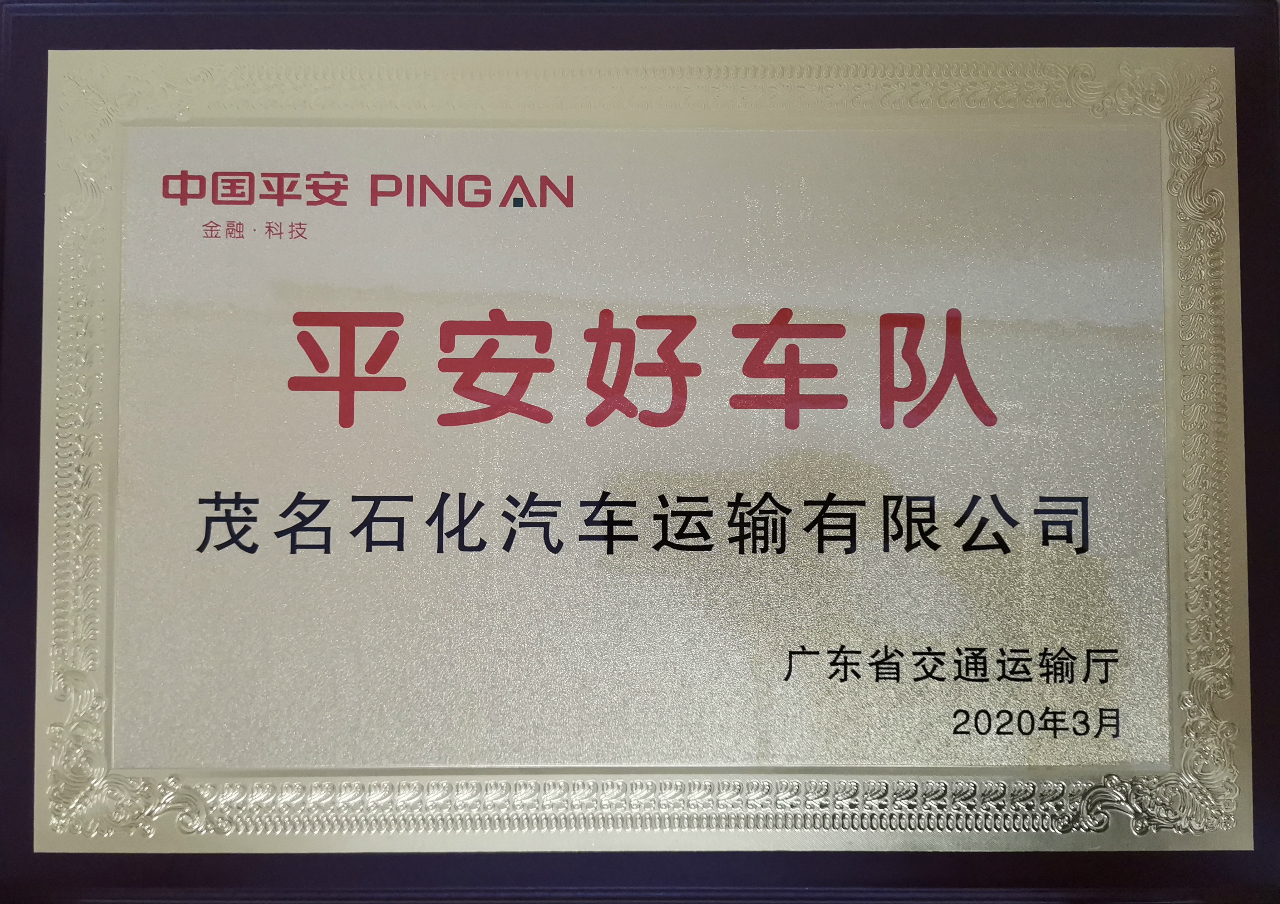 中国平安 PINGAN
金融·科技
平安好车队
茂名石化汽车运输有限公司
广东省交通运输厅
2020年3月